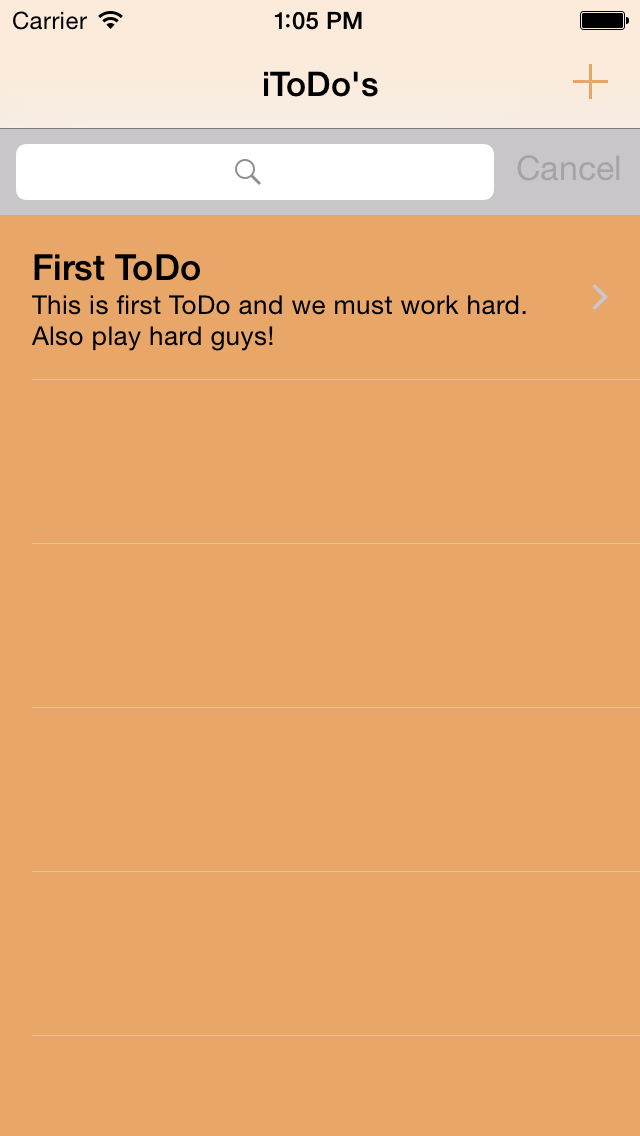 Carrier 1:05 PM
iToDo's
Cancel
First ToDo
This is first ToDo and we must work hard.
Also play hard guys!